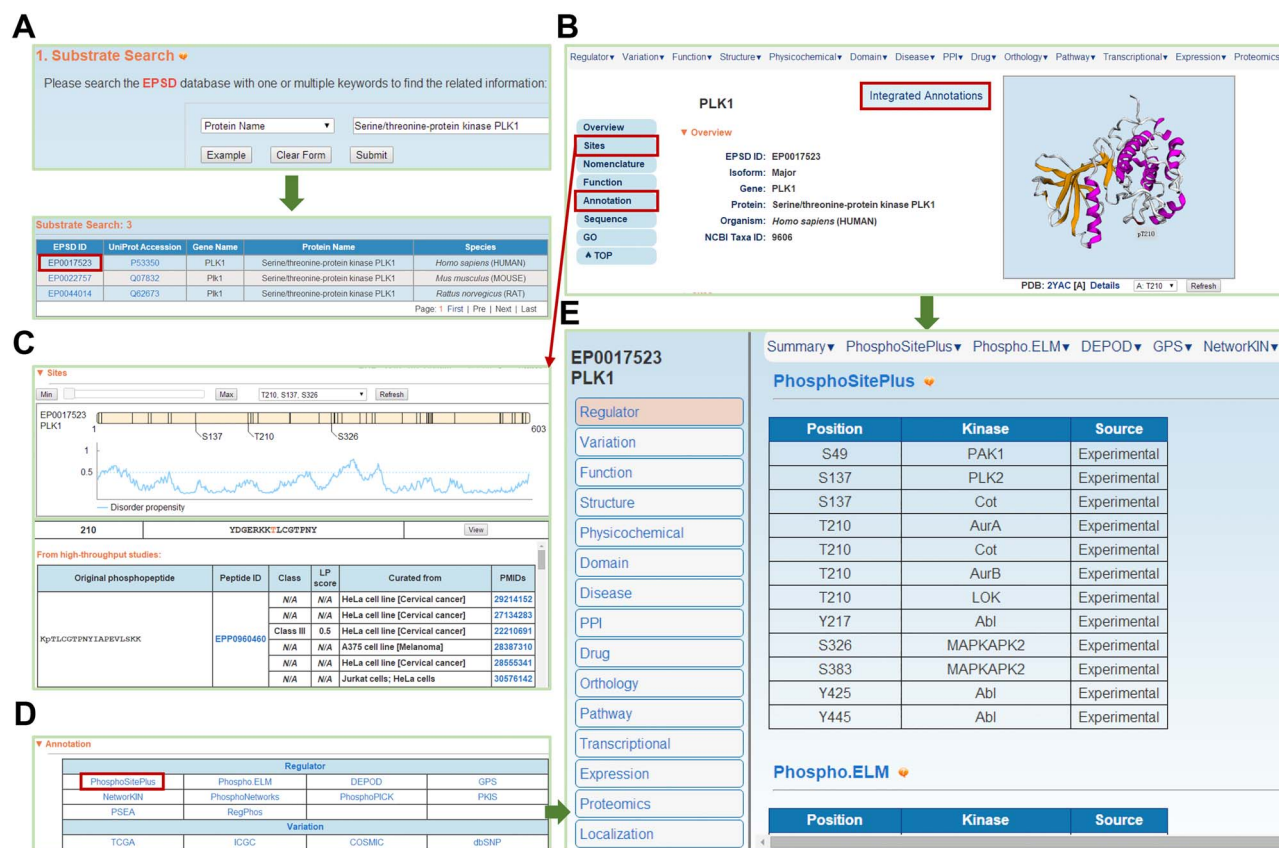 A
1. Substrate Search
Please search the EPSD database with one or multiple keywords to find the related information:
Protein Name Serine/threonine-protein kinase PLK1
Example Clear Form Submit
Substrate Search: 3
EPSD ID UniProt Accession Gene Name Protein Name Species
EP0017523 P53350 PLK1 Serine/threonine-protein kinase PLK1 Homo sapiens (HUMAN)
EP0022757 Q07832 Plk1 Serine/threonine-protein kinase PLK1 Mus musculus (MOUSE)
EP0044014 Q62673 Plk1 Serine/threonine-protein kinase PLK1 Rattus norvegicus (RAT)
Page: 1 First | Pre | Next | Last
B
Regulator Variation Function Structure Physicochemical Domain Disease PPI Drug Orthology Pathway Transcriptional Expression Proteomics
Integrated Annotations
PLK1
Overview
Sites
Nomenclature
Function
Annotation
Sequence
GO
TOP
Overview
EPSD ID: EP0017523
Isoform: Major
Gene: PLK1
Protein: Serine/threonine-protein kinase PLK1
Organism: Homo sapiens (HUMAN)
NCBI Taxa ID: 9606
pT210
PDB: 2YAC [A] Details A: T210 Refresh
C
Sites
Min Max T210, S137, S326 Refresh
EP0017523
PLK1
1 603
S137 T210 S326
1
0.5
Disorder propensity
210 YDGERKKTLCGTPNY View
From high-throughput studies:
Original phosphopeptide Peptide ID Class LP score Curated from PMIDs
KpTLCGTPNYIAPEVLSKK EPP0960460
N/A N/A HeLa cell line [Cervical cancer] 29214152
N/A N/A HeLa cell line [Cervical cancer] 27134283
Class III 0.5 HeLa cell line [Cervical cancer] 22210691
N/A N/A A375 cell line [Melanoma] 28387310
N/A N/A HeLa cell line [Cervical cancer] 28555341
N/A N/A Jurkat cells; HeLa cells 30576142
D
Annotation
Regulator
PhosphoSitePlus Phospho.ELM DEPOD GPS
NetworKIN PhosphoNetworks PhosphoPICK PKIS
PSEA RegPhos
Variation
TCGA ICGC COSMIC dbSNP
E
EP0017523
PLK1
Regulator
Variation
Function
Structure
Physicochemical
Domain
Disease
PPI
Drug
Orthology
Pathway
Transcriptional
Expression
Proteomics
Localization
Summary PhosphoSitePlus Phospho.ELM DEPOD GPS NetworKIN
PhosphoSitePlus
Position Kinase Source
S49 PAK1 Experimental
S137 PLK2 Experimental
S137 Cot Experimental
T210 AurA Experimental
T210 Cot Experimental
T210 AurB Experimental
T210 LOK Experimental
Y217 Abl Experimental
S326 MAPKAPK2 Experimental
S383 MAPKAPK2 Experimental
Y425 Abl Experimental
Y445 Abl Experimental
Phospho.ELM
Position Kinase Source